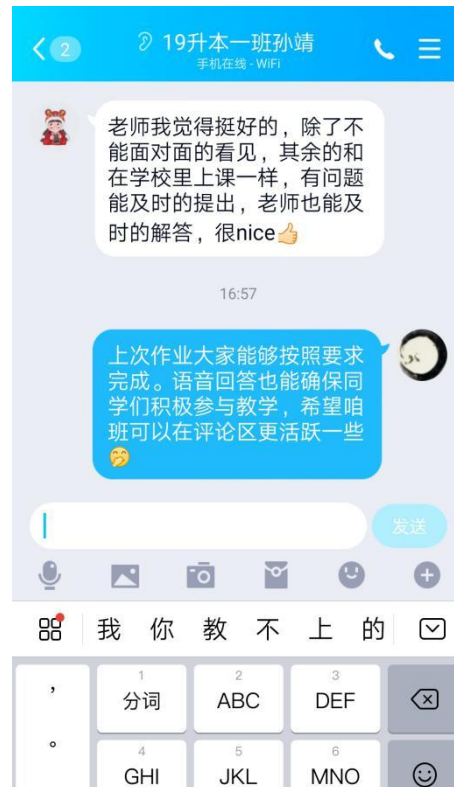 2
19升本一班孙靖
手机在线 - WiFi
老师我觉得挺好的，除了不
能面对面的看见，其余的和
在学校里上课一样，有问题
能及时的提出，老师也能及
时的解答，很nice👍
16:57
上次作业大家能够按照要求
完成。语音回答也能确保同
学们积极参与教学，希望咱
班可以在评论区更活跃一些
🤭
发送
我 你 教 不 上 的
， 1 2 3
分词 ABC DEF
。 4 5 6
GHI JKL MNO